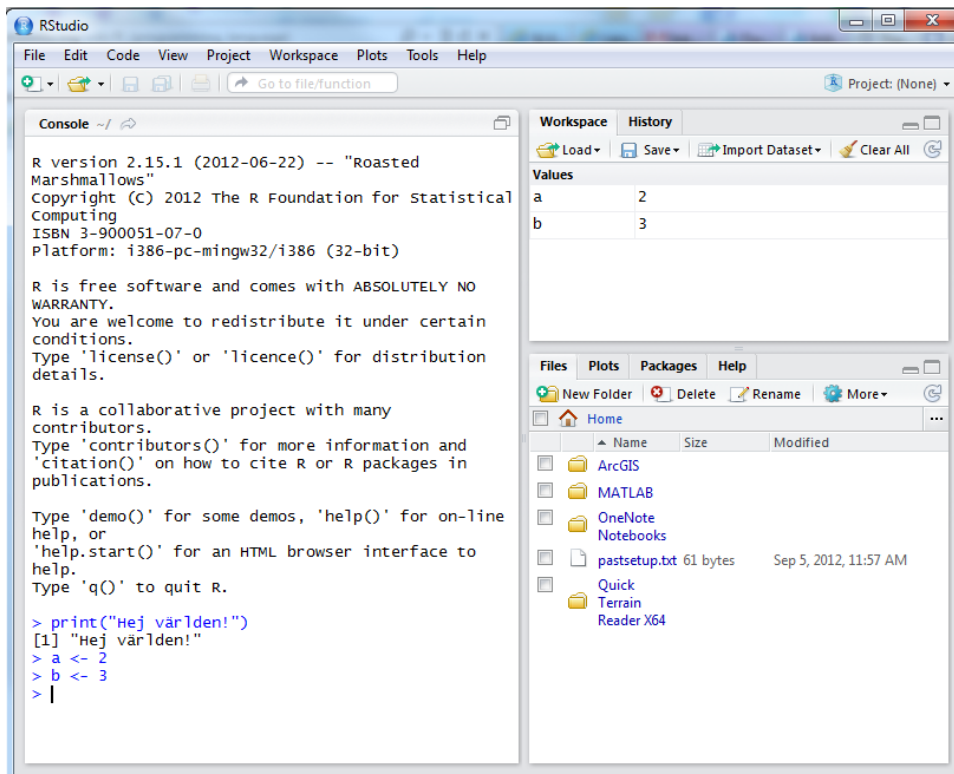 RStudio
File Edit Code View Project Workspace Plots Tools Help
Go to file/function
Project: (None)
Console ~/
R version 2.15.1 (2012-06-22) -- "Roasted
Marshmallows"
Copyright (C) 2012 The R Foundation for Statistical
Computing
ISBN 3-900051-07-0
Platform: i386-pc-mingw32/i386 (32-bit)
R is free software and comes with ABSOLUTELY NO
WARRANTY.
You are welcome to redistribute it under certain
conditions.
Type 'license()' or 'licence()' for distribution
details.
R is a collaborative project with many
contributors.
Type 'contributors()' for more information and
'citation()' on how to cite R or R packages in
publications.
Type 'demo()' for some demos, 'help()' for on-line
help, or
'help.start()' for an HTML browser interface to
help.
Type 'q()' to quit R.
> print("Hej världen!")
[1] "Hej världen!"
> a <- 2
> b <- 3
>
Workspace History
Load Save Import Dataset Clear All
Values
a 2
b 3
Files Plots Packages Help
New Folder Delete Rename More
Home ...
Name Size Modified
ArcGIS
MATLAB
OneNote
Notebooks
pastsetup.txt 61 bytes Sep 5, 2012, 11:57 AM
Quick
Terrain
Reader X64